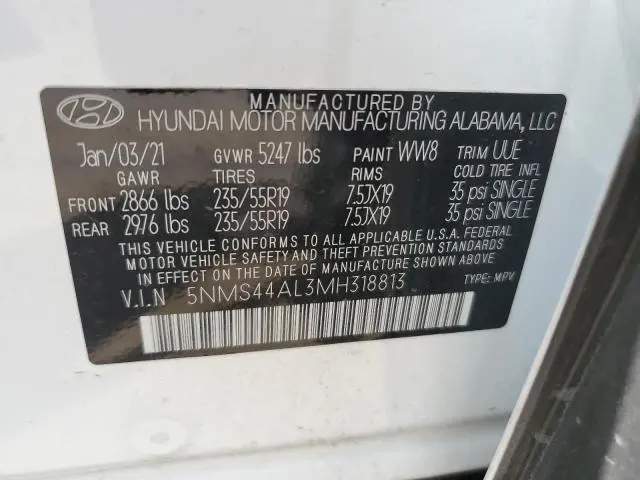 MANUFACTURED BY
HYUNDAI MOTOR MANUFACTURING ALABAMA, LLC
Jan/03/21 GVWR 5247 lbs PAINT WW8 TRIM UUE
GAWR TIRES RIMS COLD TIRE INFL
FRONT 2866 lbs 235/55R19 7.5JX19 35 psi SINGLE
REAR 2976 lbs 235/55R19 7.5JX19 35 psi SINGLE
THIS VEHICLE CONFORMS TO ALL APPLICABLE U.S.A. FEDERAL
MOTOR VEHICLE SAFETY, BUMPER, AND THEFT PREVENTION STANDARDS
IN EFFECT ON THE DATE OF MANUFACTURE SHOWN ABOVE.
V.I.N 5NMS44AL3MH318813 TYPE: MPV